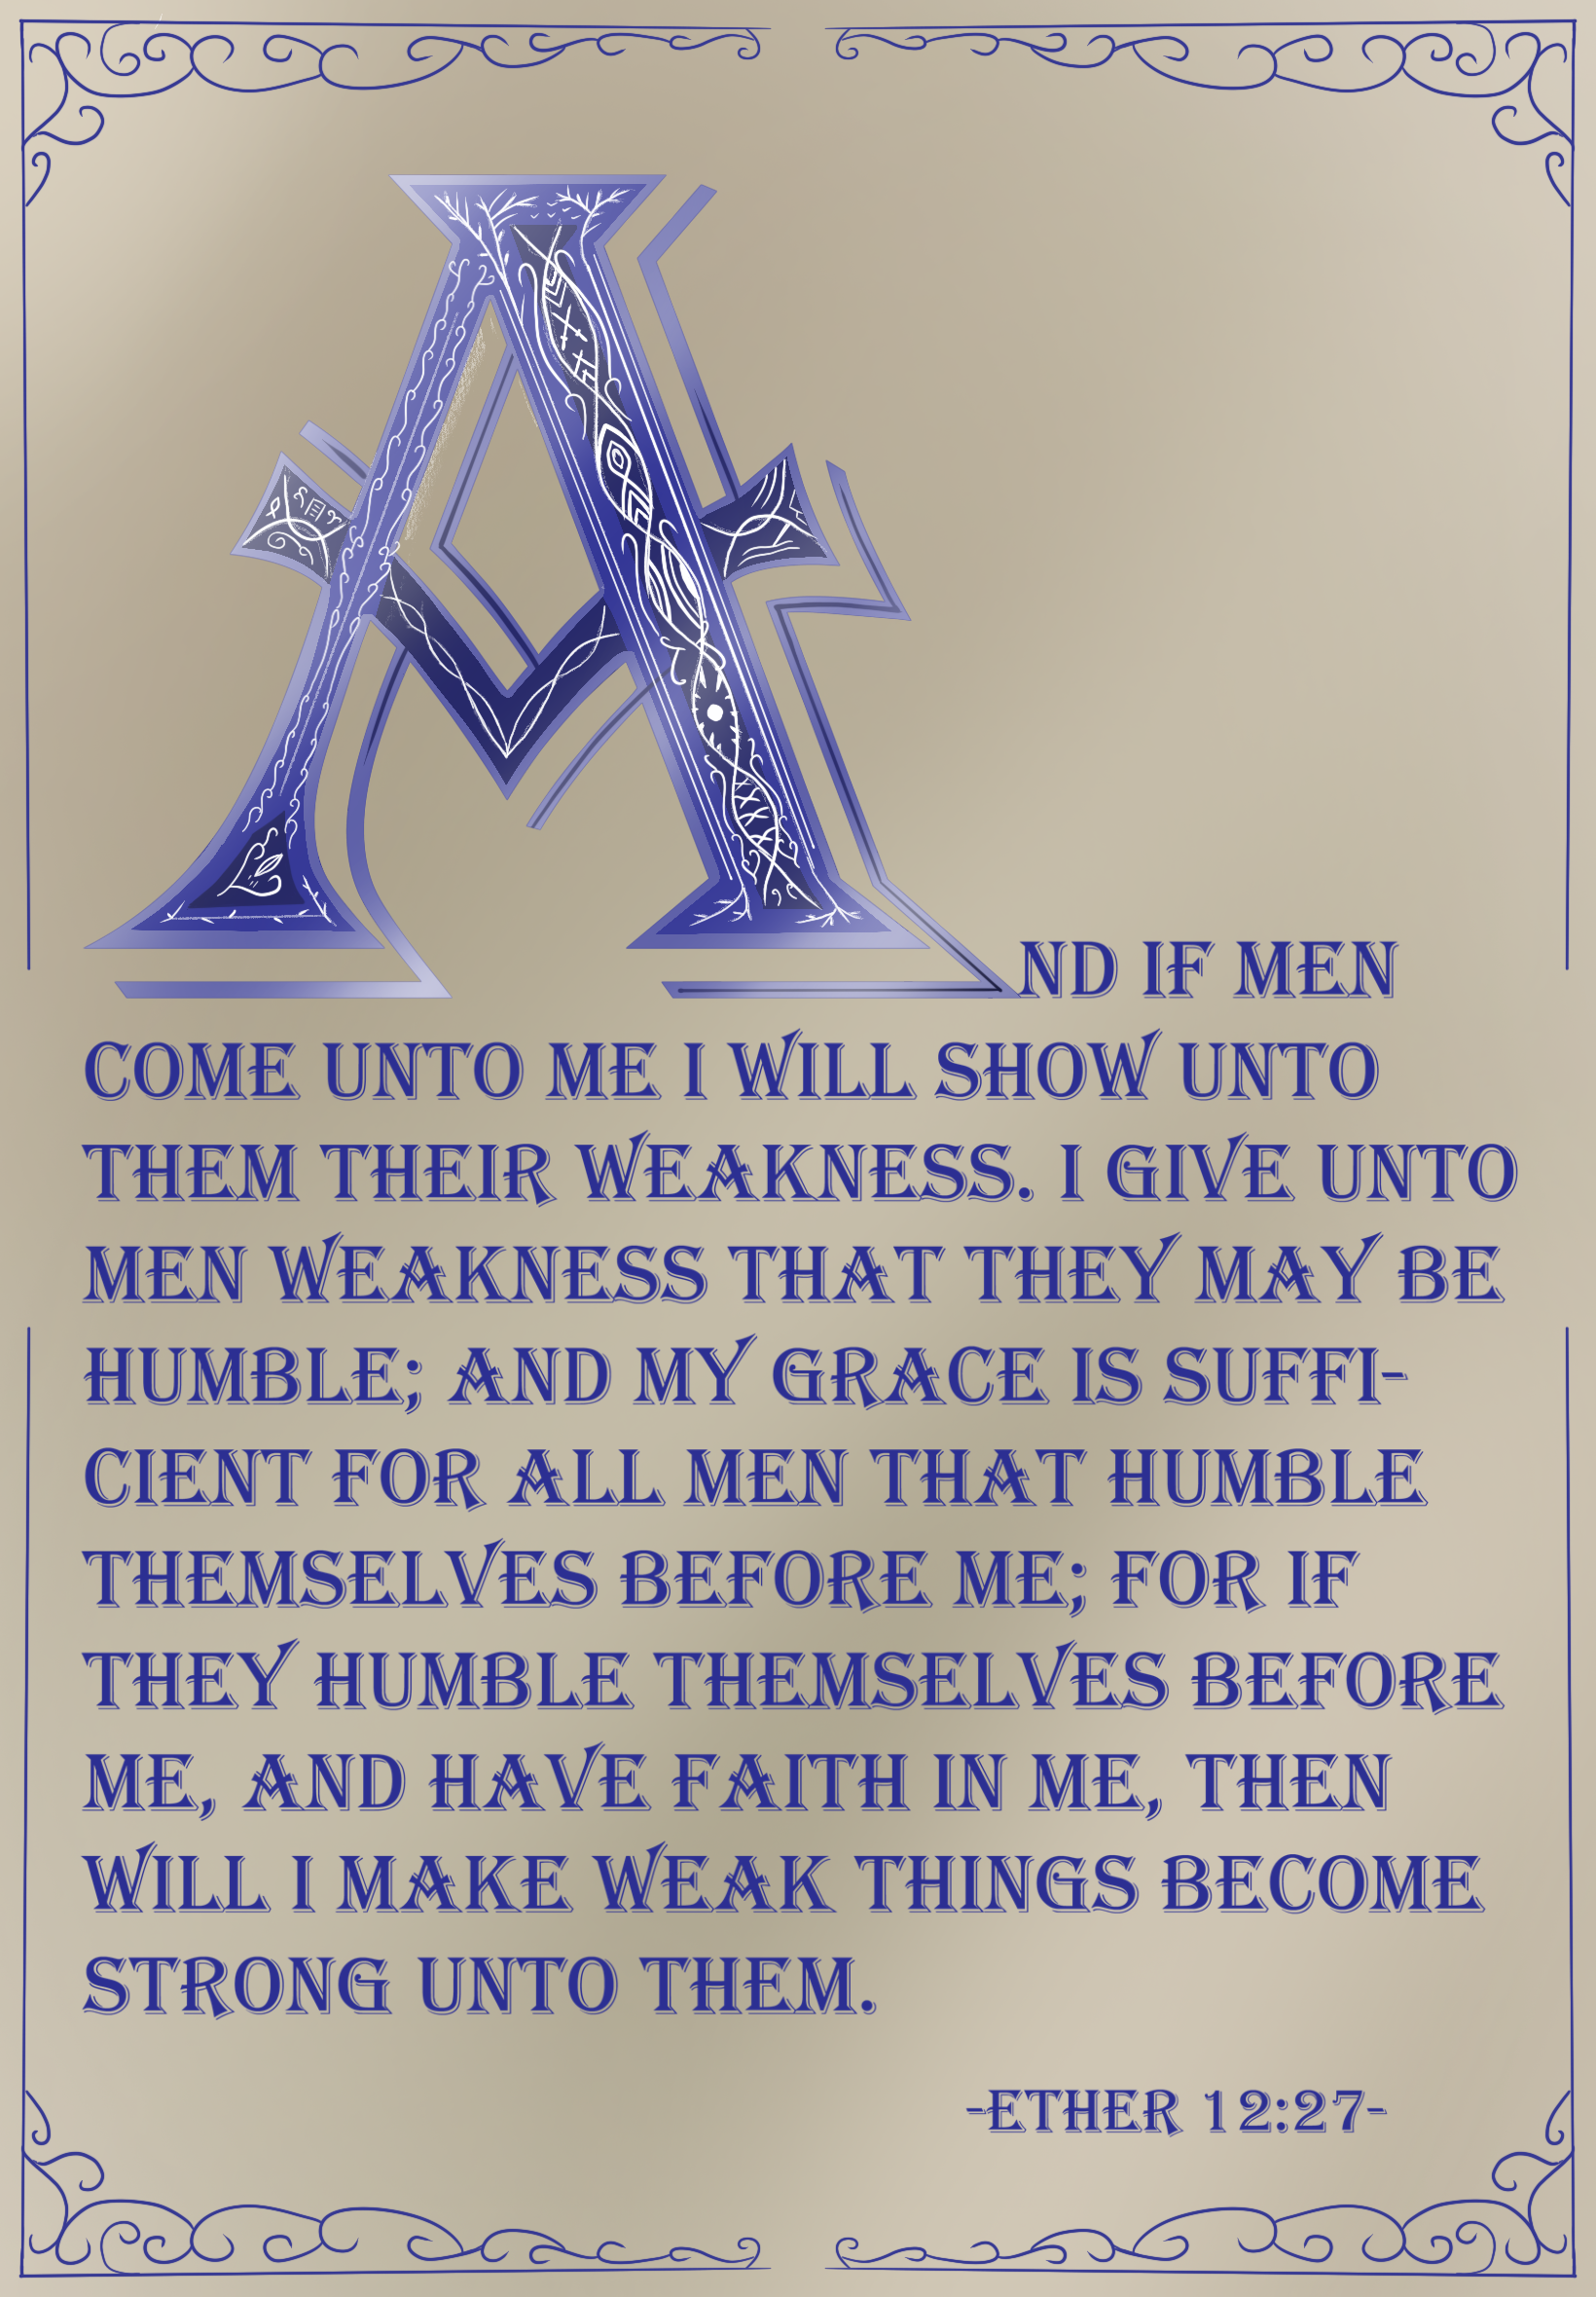 AND IF MEN
COME UNTO ME I WILL SHOW UNTO
THEM THEIR WEAKNESS. I GIVE UNTO
MEN WEAKNESS THAT THEY MAY BE
HUMBLE; AND MY GRACE IS SUFFI-
CIENT FOR ALL MEN THAT HUMBLE
THEMSELVES BEFORE ME; FOR IF
THEY HUMBLE THEMSELVES BEFORE
ME, AND HAVE FAITH IN ME, THEN
WILL I MAKE WEAK THINGS BECOME
STRONG UNTO THEM.
-ETHER 12:27-